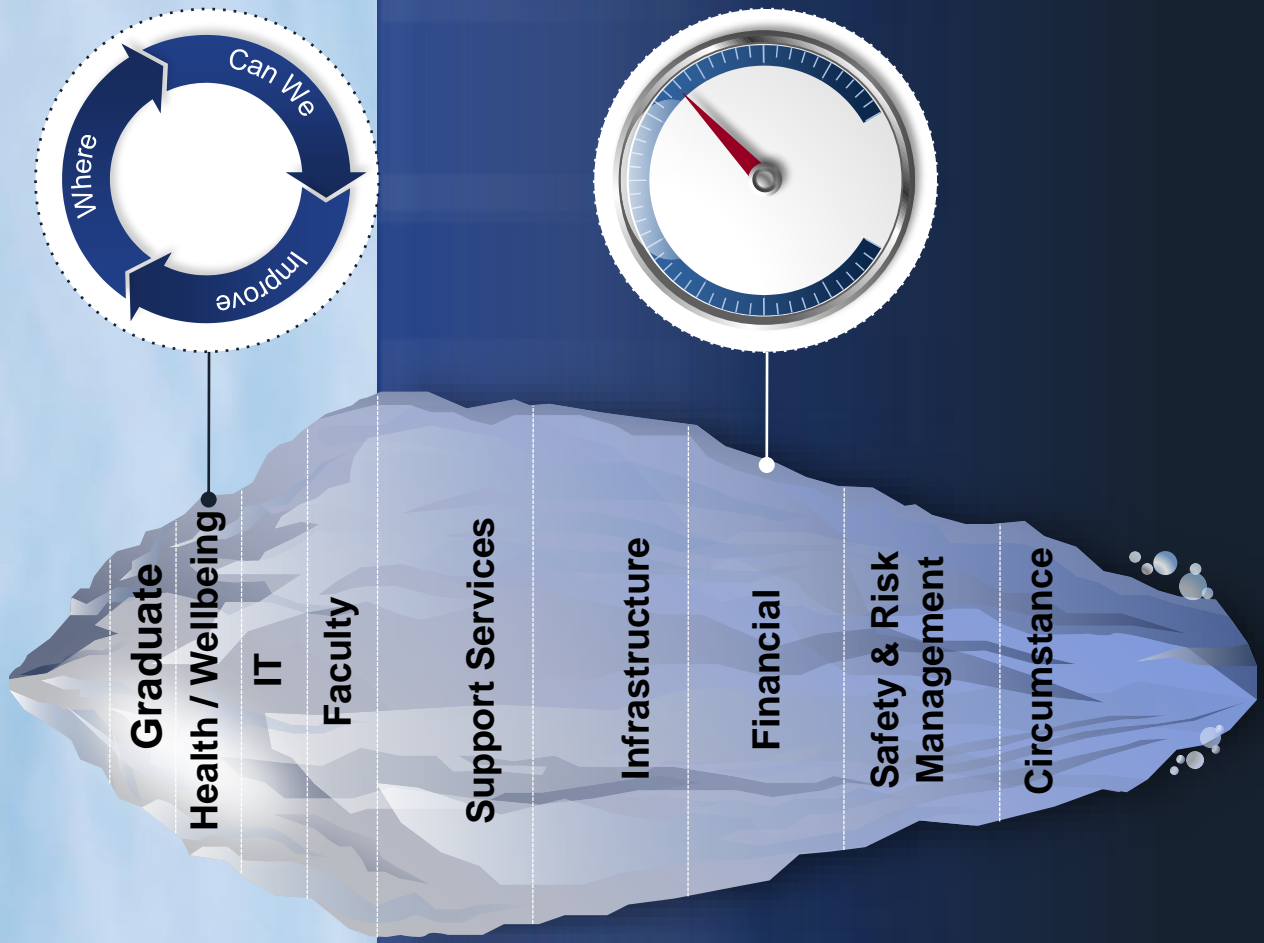 Where
Can We
Improve
Graduate
Health / Wellbeing
IT
Faculty
Support Services
Infrastructure
Financial
Safety & Risk
Management
Circumstance